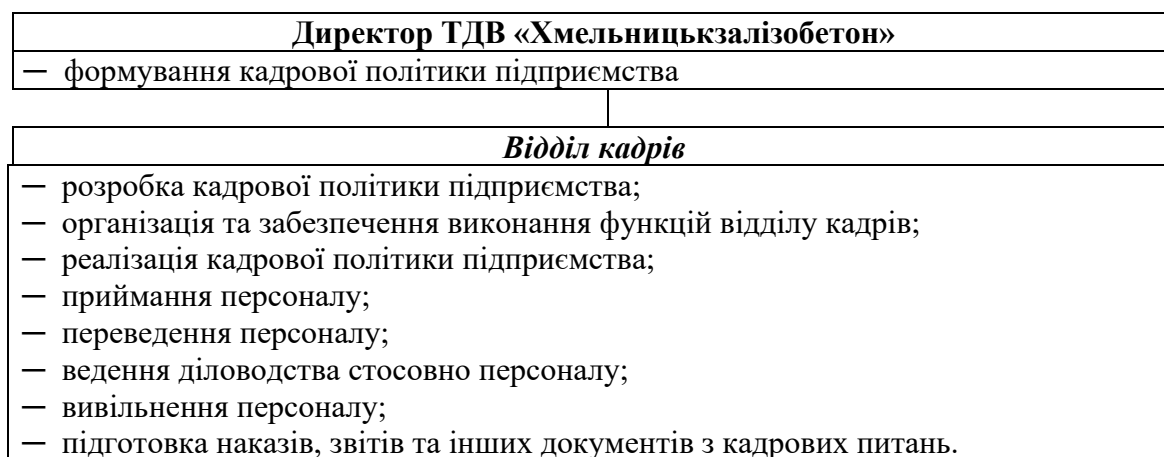 Директор ТДВ «Хмельницькзалізобетон»
— формування кадрової політики підприємства
Відділ кадрів
— розробка кадрової політики підприємства;
— організація та забезпечення виконання функцій відділу кадрів;
— реалізація кадрової політики підприємства;
— приймання персоналу;
— переведення персоналу;
— ведення діловодства стосовно персоналу;
— вивільнення персоналу;
— підготовка наказів, звітів та інших документів з кадрових питань.